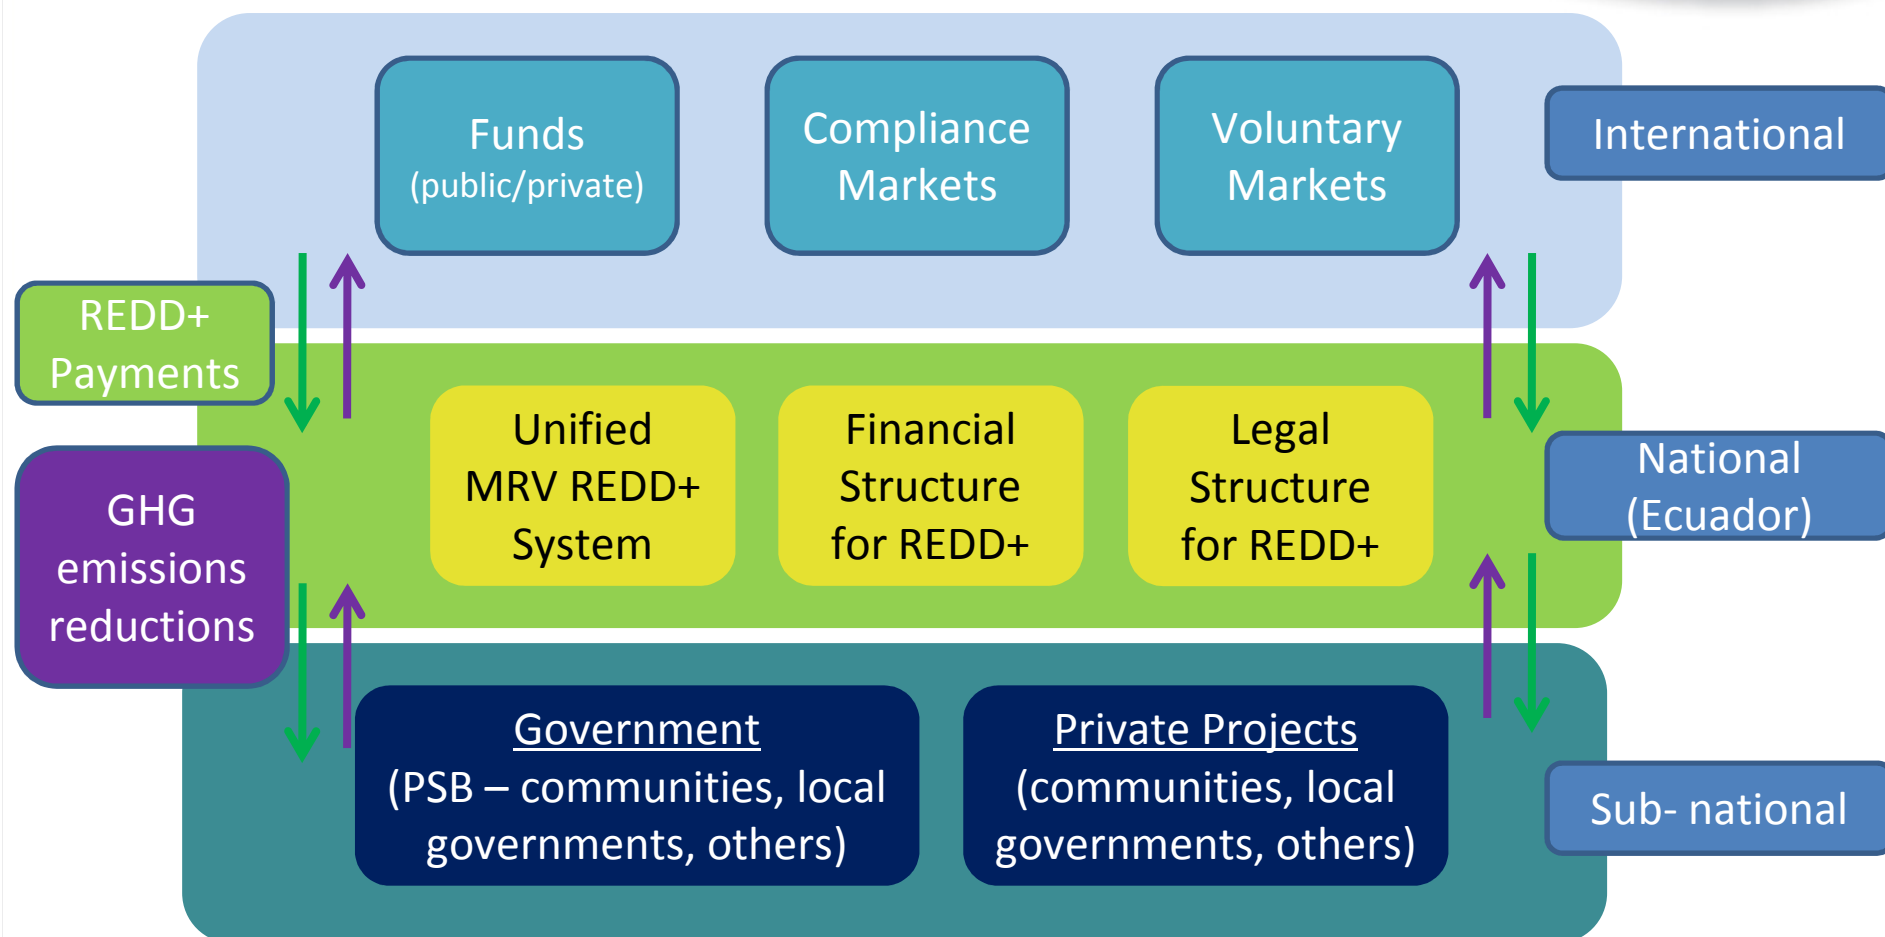 Funds
(public/private)
Compliance
Markets
Voluntary
Markets
International
REDD+
Payments
Unified
MRV REDD+
System
Financial
Structure
for REDD+
Legal
Structure
for REDD+
National
(Ecuador)
GHG
emissions
reductions
Government
(PSB – communities, local
governments, others)
Private Projects
(communities, local
governments, others)
Sub- national